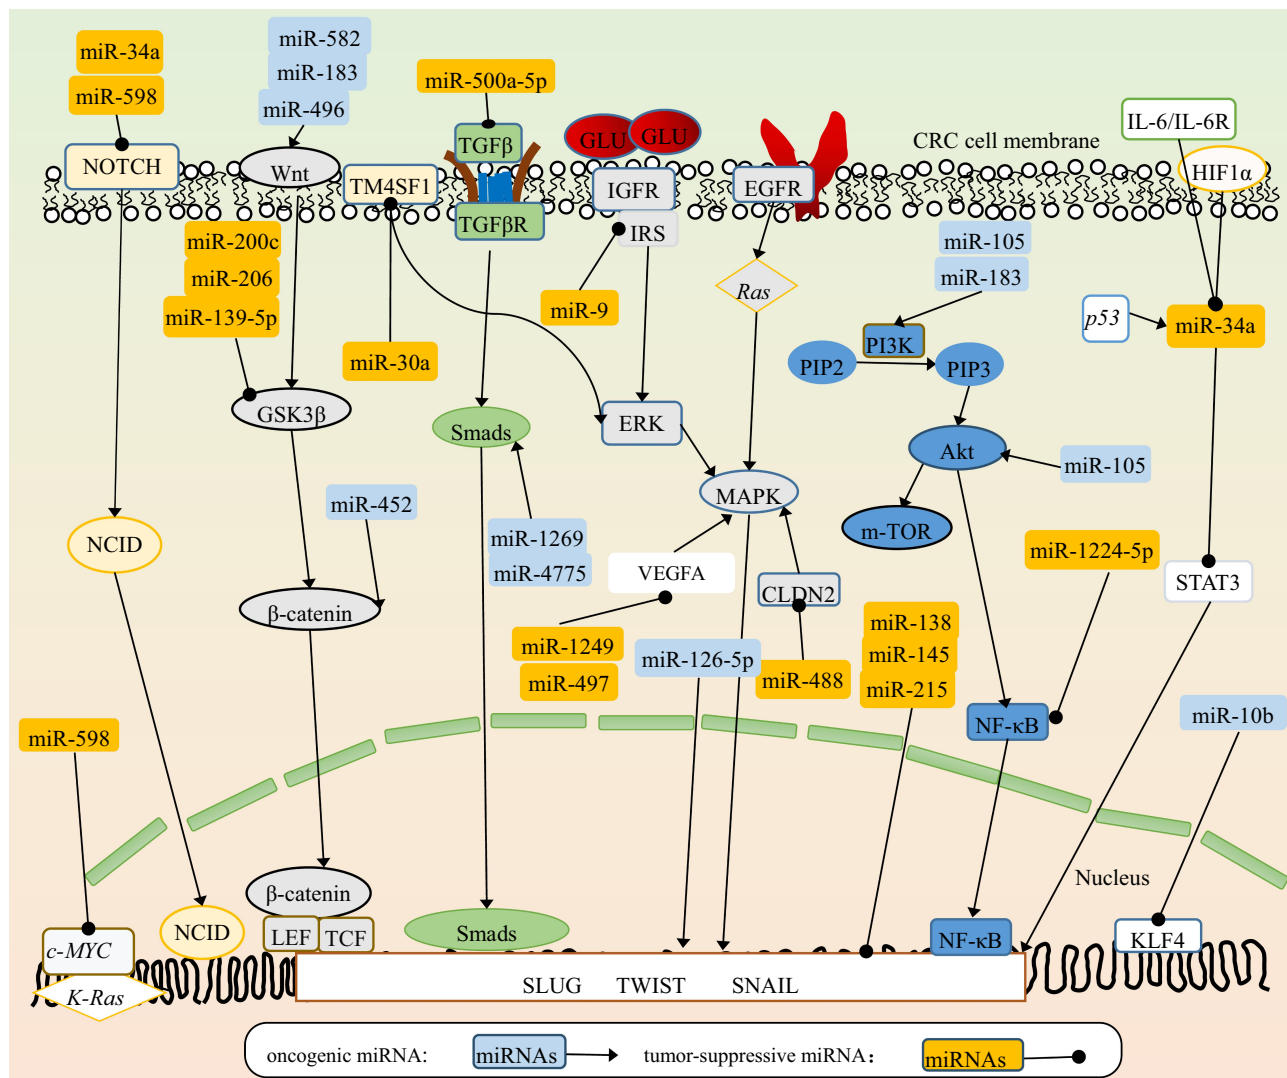 miR-34a
miR-598
NOTCH
miR-582
miR-183
miR-496
Wnt
TM4SF1
miR-500a-5p
TGFβ
TGFβR
GLU
GLU
IGFR
IRS
EGFR
CRC cell membrane
IL-6/IL-6R
HIF1α
miR-200c
miR-206
miR-139-5p
miR-9
miR-30a
Ras
miR-105
miR-183
PI3K
PIP2
PIP3
p53
miR-34a
GSK3β
Smads
ERK
Akt
miR-105
MAPK
m-TOR
miR-452
NCID
miR-1269
miR-4775
VEGFA
CLDN2
miR-1224-5p
STAT3
β-catenin
miR-1249
miR-497
miR-126-5p
miR-488
miR-138
miR-145
miR-215
NF-κB
miR-10b
miR-598
Nucleus
β-catenin
LEF
TCF
NCID
Smads
NF-κB
KLF4
c-MYC
K-Ras
SLUG TWIST SNAIL
oncogenic miRNA: miRNAs tumor-suppressive miRNA： miRNAs